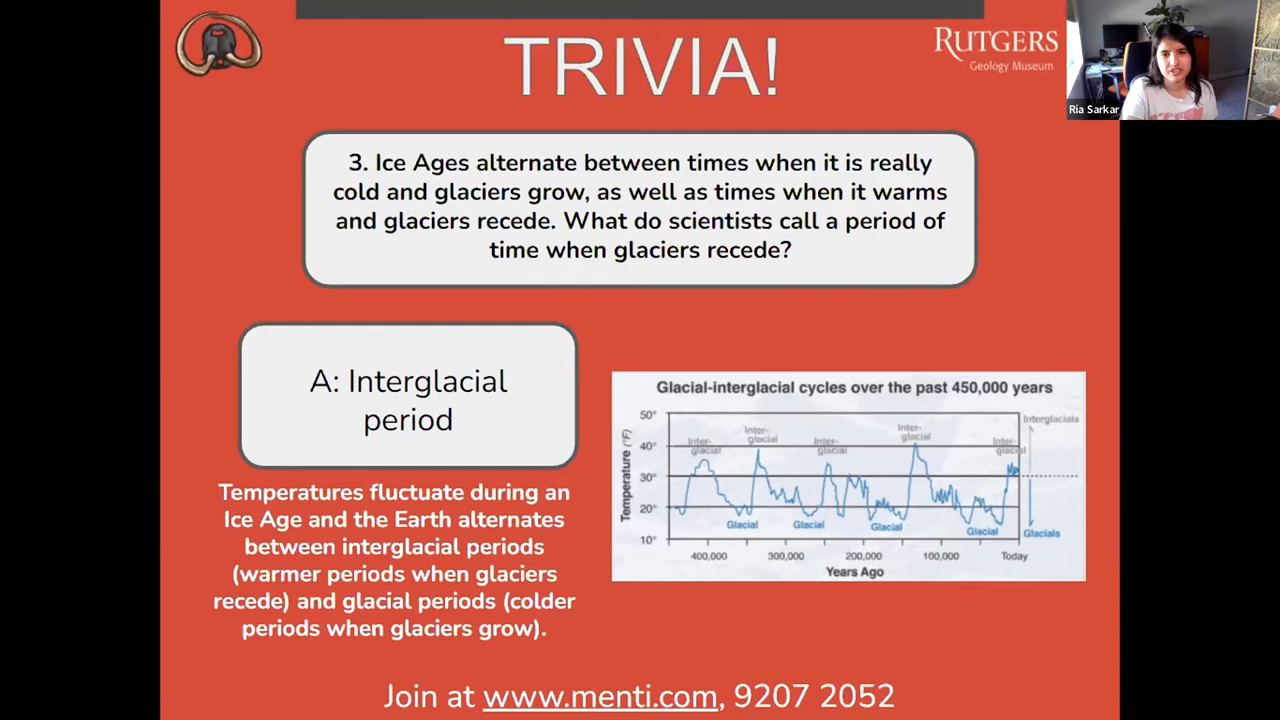 TRIVIA!
RUTGERS
Geology Museum
Ria Sarkar
3. Ice Ages alternate between times when it is really
cold and glaciers grow, as well as times when it warms
and glaciers recede. What do scientists call a period of
time when glaciers recede?
A: Interglacial
period
Temperatures fluctuate during an
Ice Age and the Earth alternates
between interglacial periods
(warmer periods when glaciers
recede) and glacial periods (colder
periods when glaciers grow).
Glacial-interglacial cycles over the past 450,000 years
Temperature (°F)
50°
40°
30°
20°
10°
Inter-
glacial
Inter-
glacial
Inter-
glacial
Inter-
glacial
Inter-
glacial
Interglacials
Glacial
Glacial
Glacial
Glacial
Glacials
400,000 300,000 200,000 100,000 Today
Years Ago
Join at www.menti.com, 9207 2052